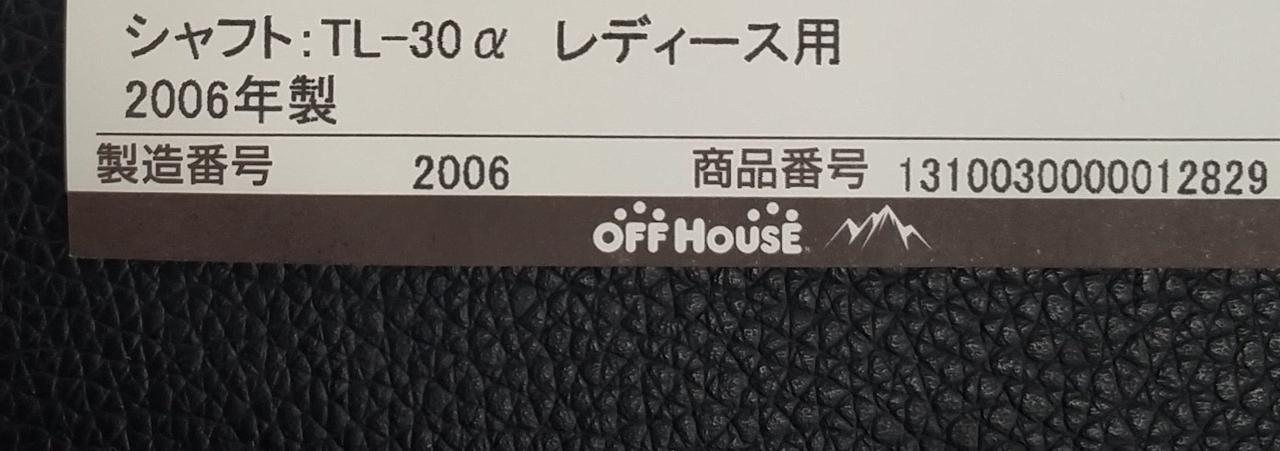 シャフト:TL-30α レディース用
2006年製
製造番号 2006 商品番号 1310030000012829
OFF HOUSE